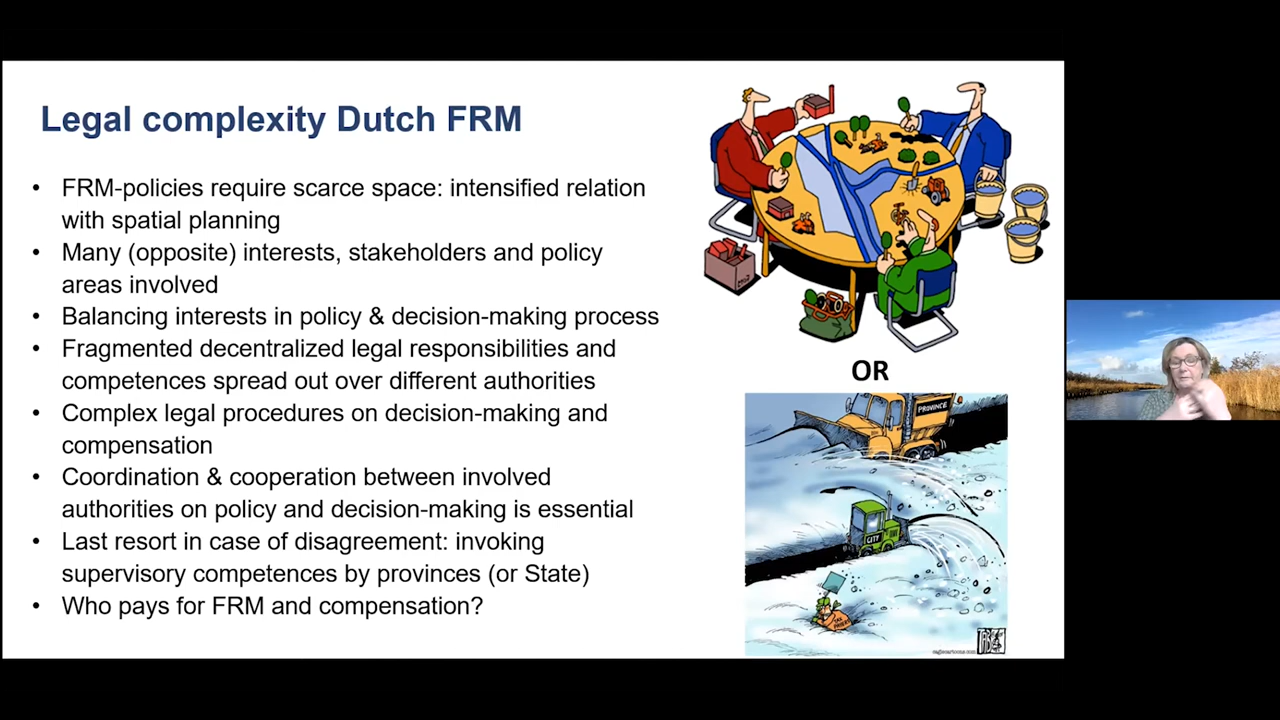 Legal complexity Dutch FRM
• FRM-policies require scarce space: intensified relation
with spatial planning
• Many (opposite) interests, stakeholders and policy
areas involved
• Balancing interests in policy & decision-making process
• Fragmented decentralized legal responsibilities and
competences spread out over different authorities
• Complex legal procedures on decision-making and
compensation
• Coordination & cooperation between involved
authorities on policy and decision-making is essential
• Last resort in case of disagreement: invoking
supervisory competences by provinces (or State)
• Who pays for FRM and compensation?
OR
PROVINCE
CITY